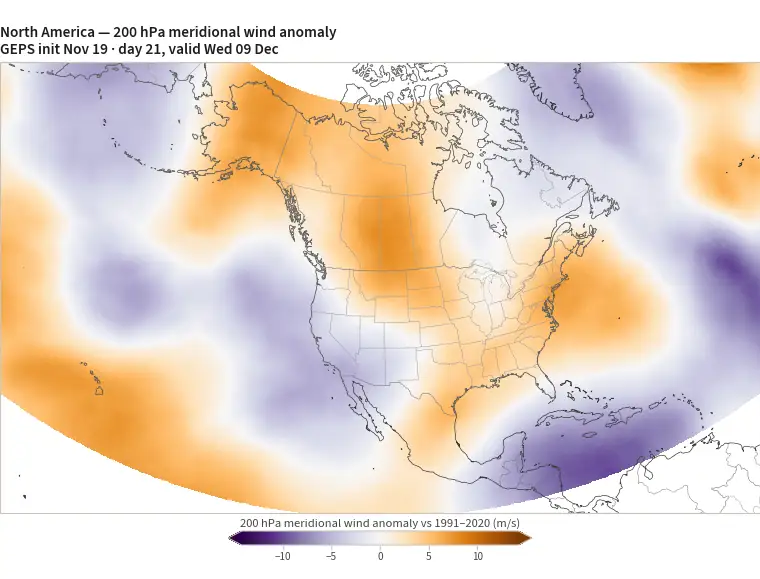 North America — 200 hPa meridional wind anomaly
GEPS init Nov 19 · day 21, valid Wed 09 Dec
200 hPa meridional wind anomaly vs 1991–2020 (m/s)
−10 −5 0 5 10